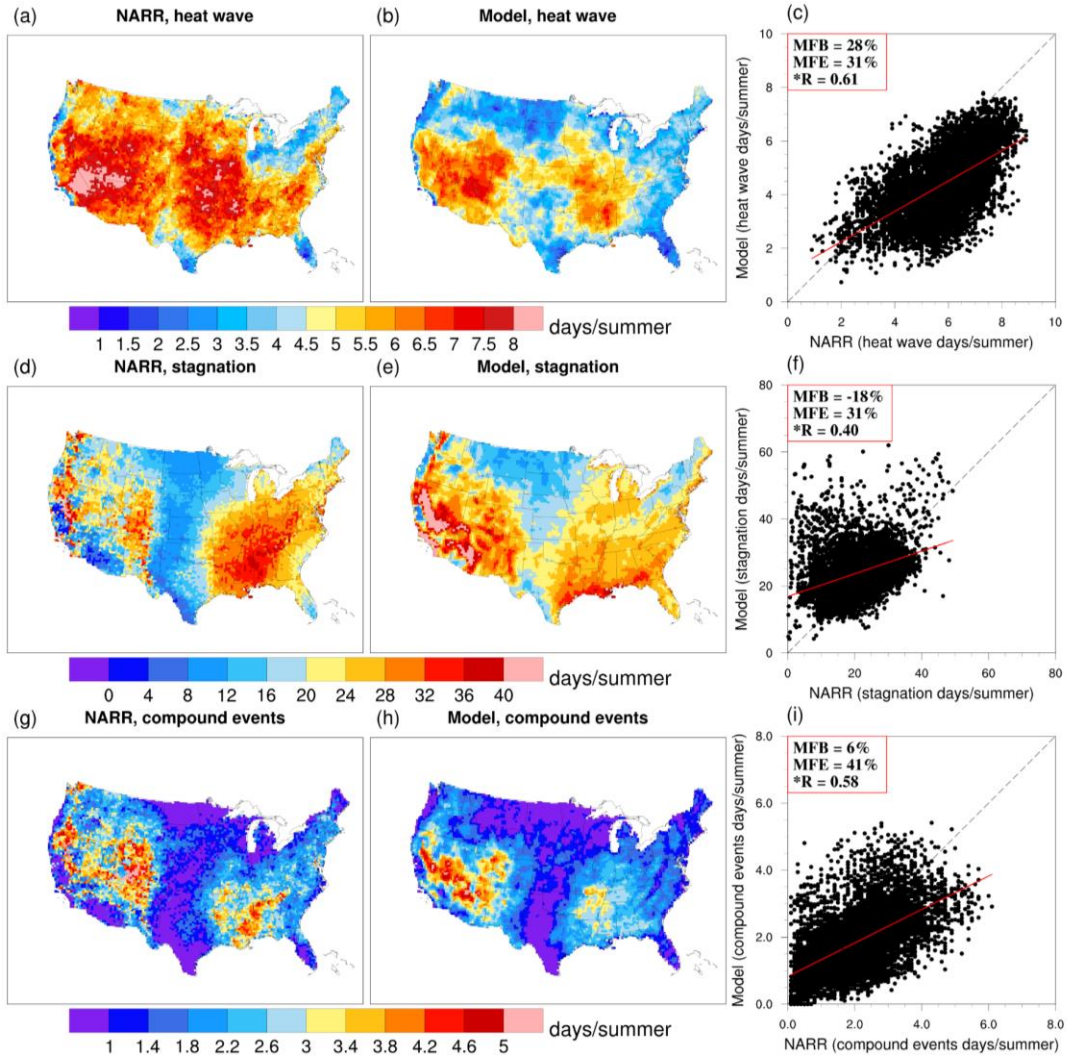 (a) NARR, heat wave
(b) Model, heat wave
(c)
MFB = 28%
MFE = 31%
*R = 0.61
10
8
6
4
2
0
Model (heat wave days/summer)
0 2 4 6 8 10
NARR (heat wave days/summer)
days/summer
1 1.5 2 2.5 3 3.5 4 4.5 5 5.5 6 6.5 7 7.5 8
(d) NARR, stagnation
(e) Model, stagnation
(f)
MFB = -18%
MFE = 31%
*R = 0.40
80
60
40
20
0
Model (stagnation days/summer)
0 20 40 60 80
NARR (stagnation days/summer)
days/summer
0 4 8 12 16 20 24 28 32 36 40
(g) NARR, compound events
(h) Model, compound events
(i)
MFB = 6%
MFE = 41%
*R = 0.58
8.0
6.0
4.0
2.0
0.0
Model (compound events days/summer)
0.0 2.0 4.0 6.0 8.0
NARR (compound events days/summer)
days/summer
1 1.4 1.8 2.2 2.6 3 3.4 3.8 4.2 4.6 5